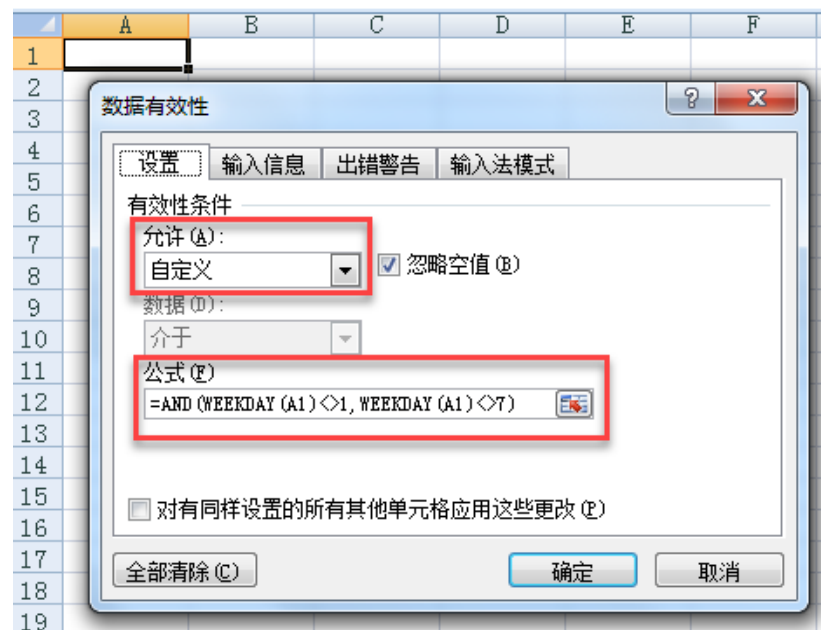 A B C D E F
1
2
数据有效性
3
4
设置 输入信息 出错警告 输入法模式
5
有效性条件
6
7
允许(A):
8
自定义 忽略空值(B)
9
数据(D):
10
介于
11
公式(F)
12
=AND(WEEKDAY(A1)<>1,WEEKDAY(A1)<>7)
13
14
15
对有同样设置的所有其他单元格应用这些更改(P)
16
17
全部清除(C) 确定 取消
18
19